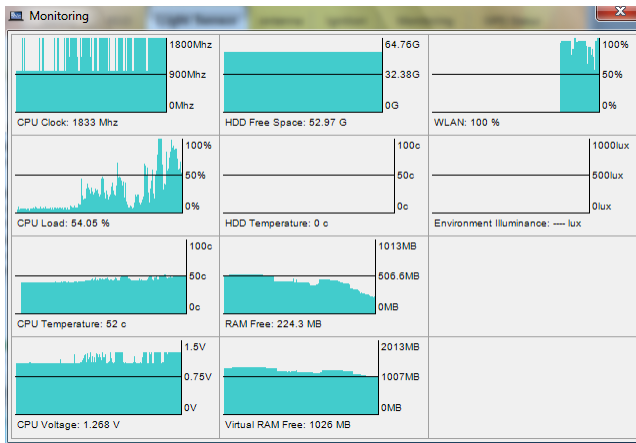 Monitoring
Light Sensor
1800Mhz
900Mhz
0Mhz
CPU Clock: 1833 Mhz
64.76G
32.38G
0G
HDD Free Space: 52.97 G
100%
50%
0%
WLAN: 100 %
100%
50%
0%
CPU Load: 54.05 %
100c
50c
0c
HDD Temperature: 0 c
1000lux
500lux
0lux
Environment Illuminance: ---- lux
100c
50c
0c
CPU Temperature: 52 c
1013MB
506.6MB
0MB
RAM Free: 224.3 MB
1.5V
0.75V
0V
CPU Voltage: 1.268 V
2013MB
1007MB
0MB
Virtual RAM Free: 1026 MB